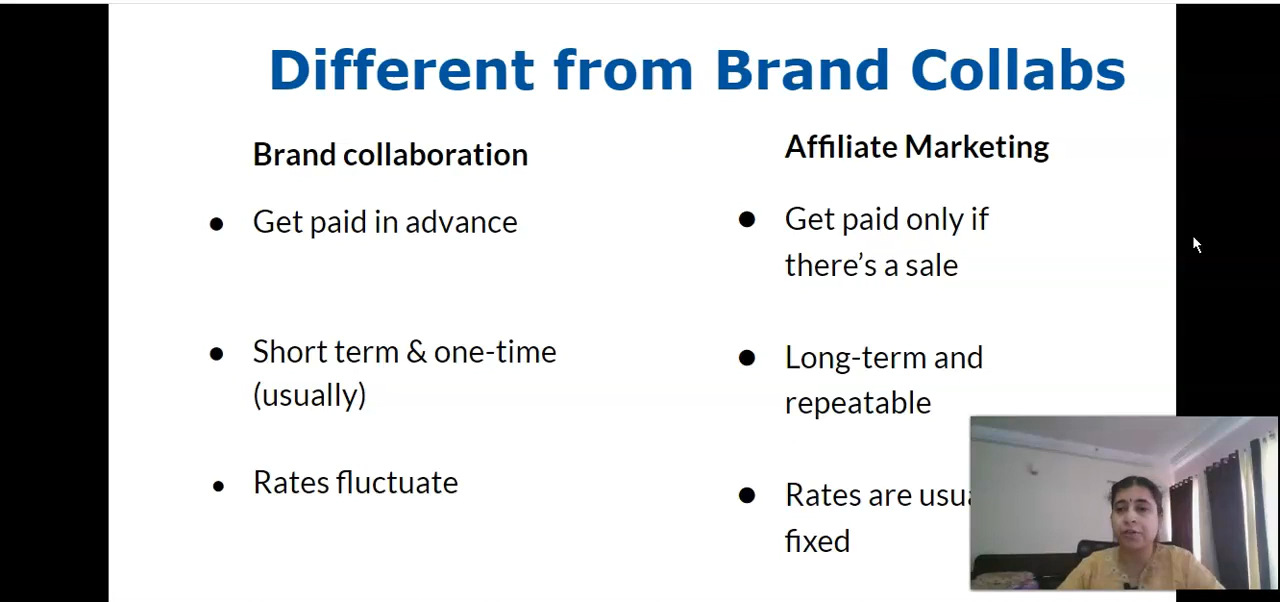 Different from Brand Collabs
Brand collaboration
● Get paid in advance
● Short term & one-time
(usually)
● Rates fluctuate
Affiliate Marketing
● Get paid only if
there’s a sale
● Long-term and
repeatable
● Rates are
fixed